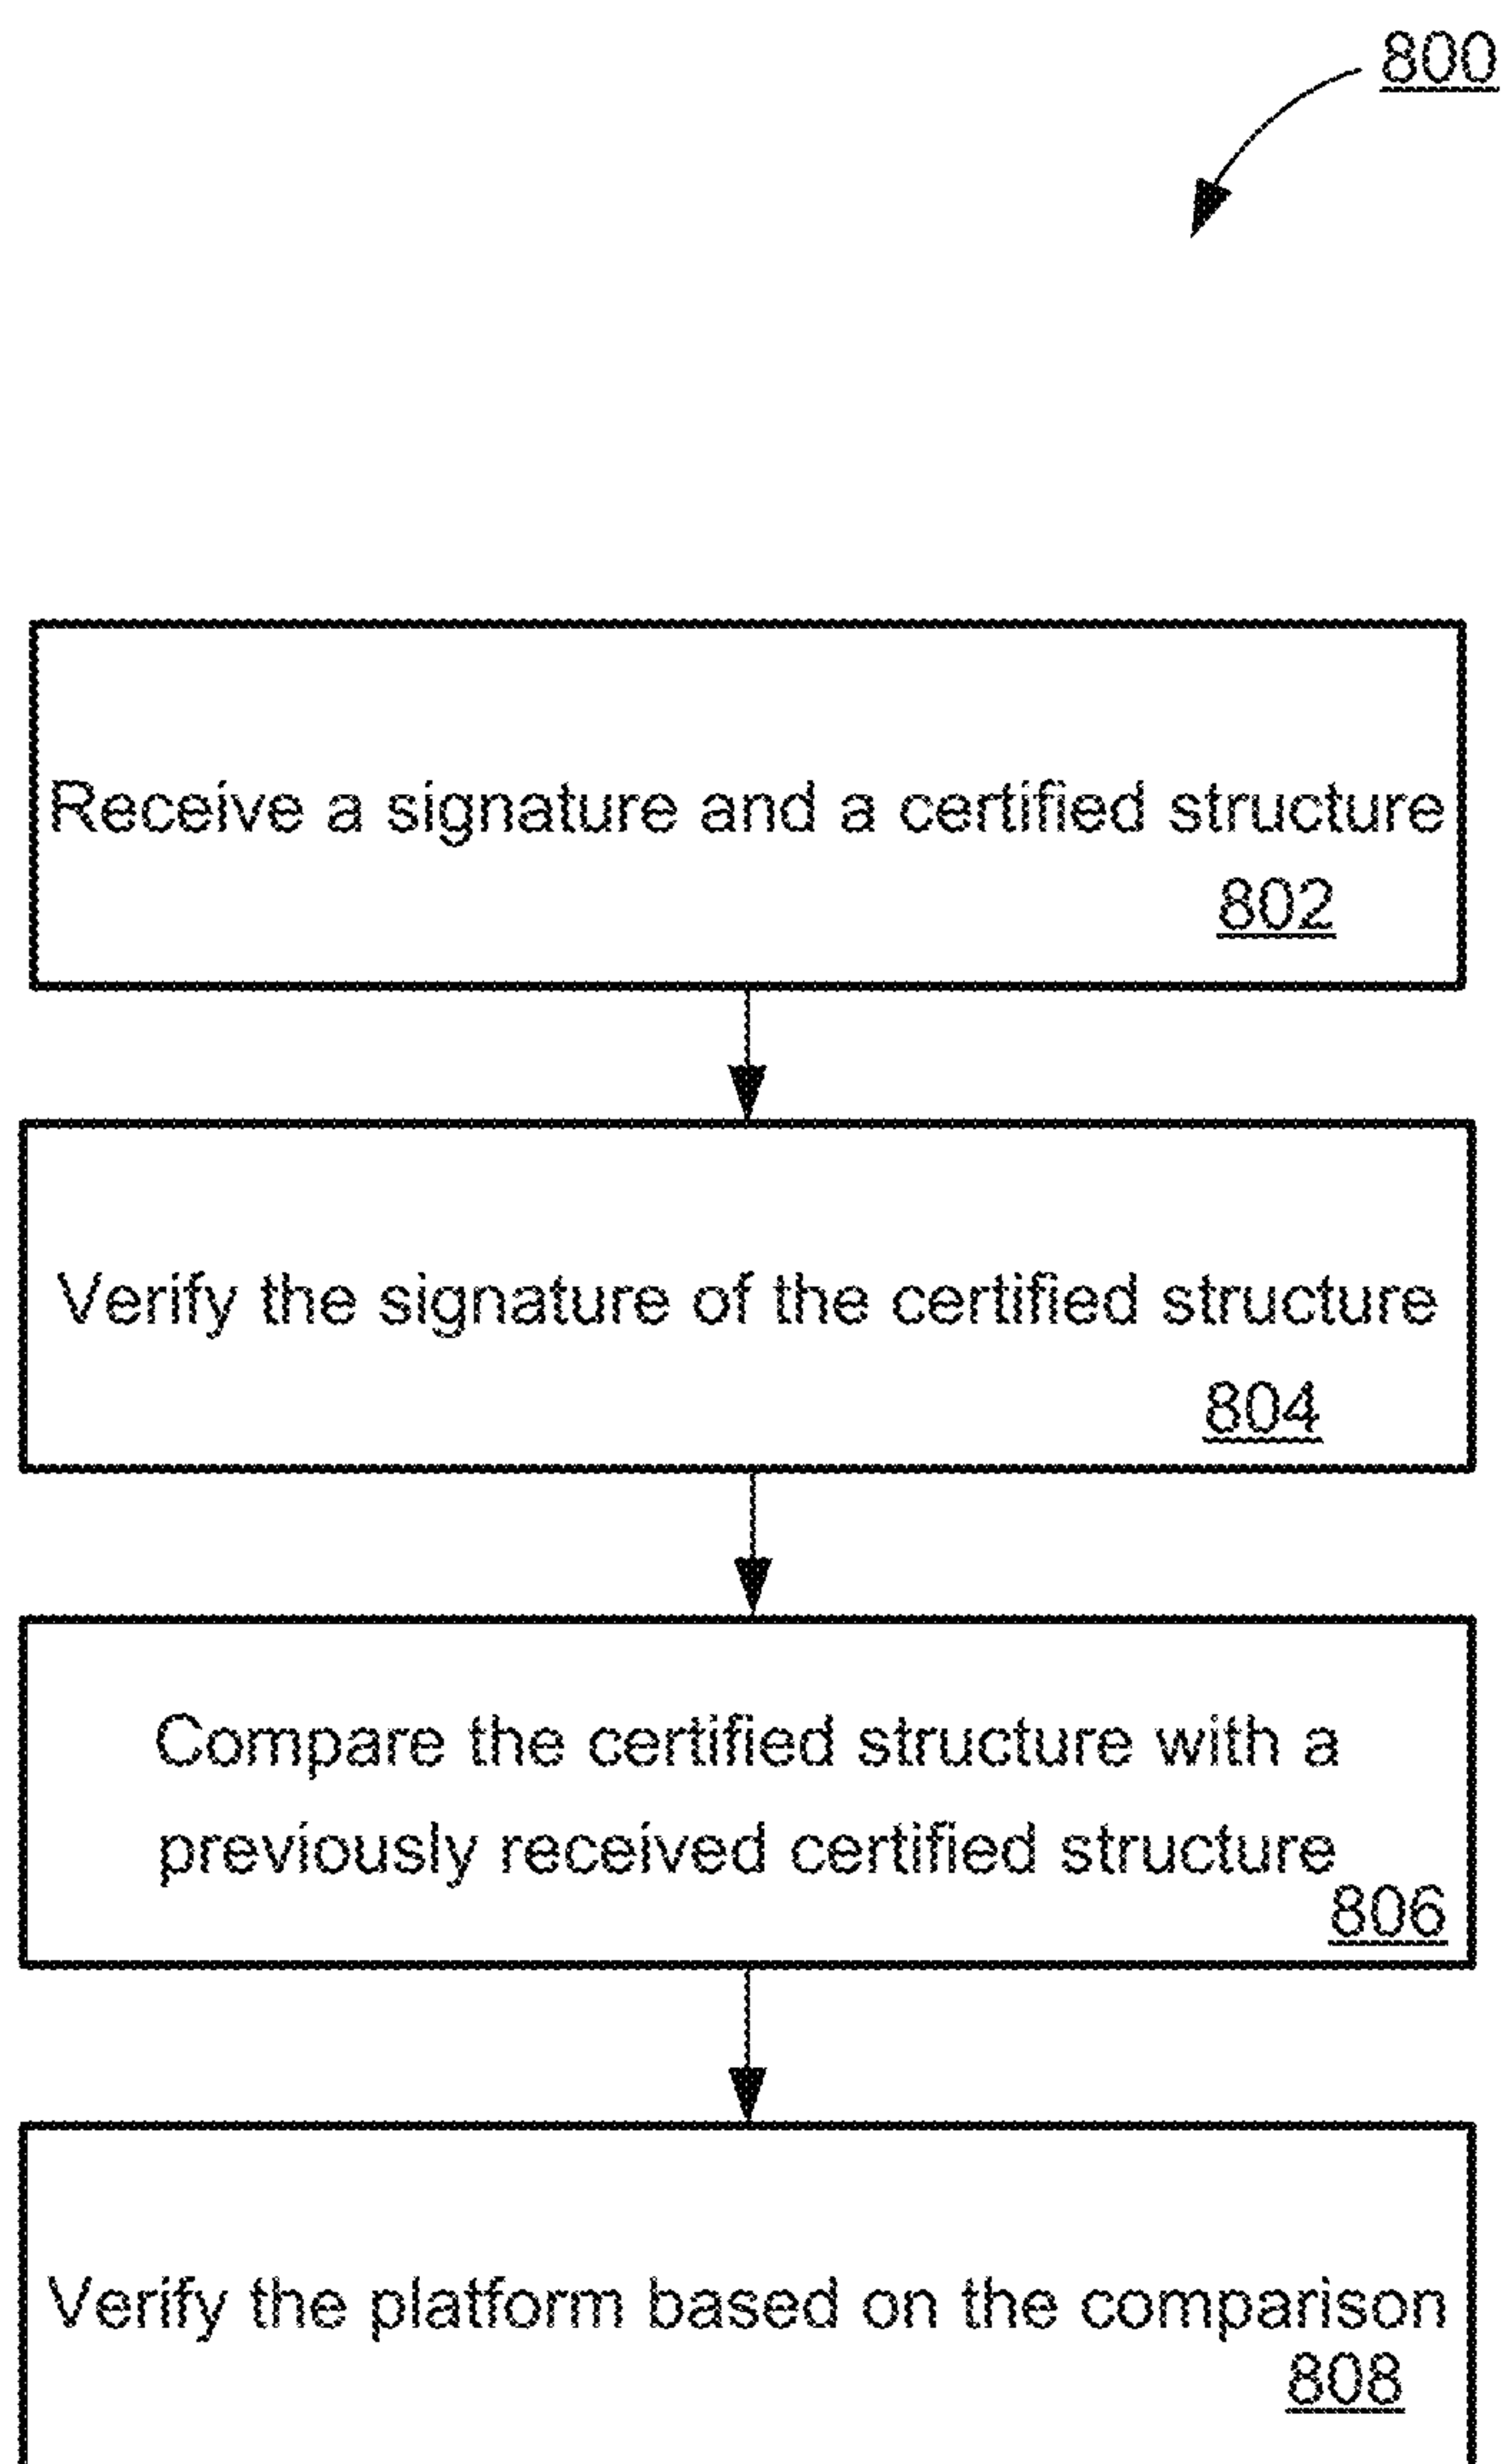 800
Receive a signature and a certified structure
802
Verify the signature of the certified structure
804
Compare the certified structure with a
previously received certified structure
806
Verify the platform based on the comparison
808